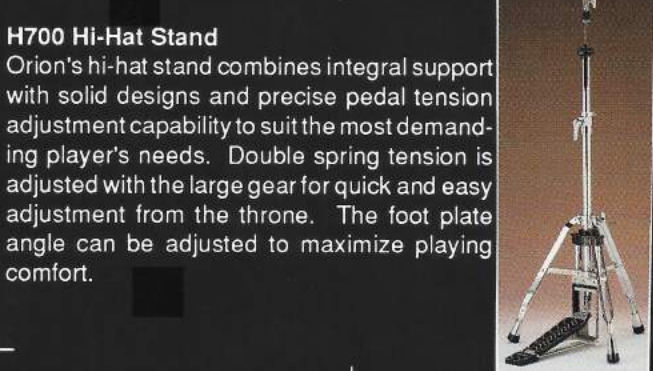 H700 Hi-Hat Stand
Orion's hi-hat stand combines integral support
with solid designs and precise pedal tension
adjustment capability to suit the most demand-
ing player's needs. Double spring tension is
adjusted with the large gear for quick and easy
adjustment from the throne. The foot plate
angle can be adjusted to maximize playing
comfort.